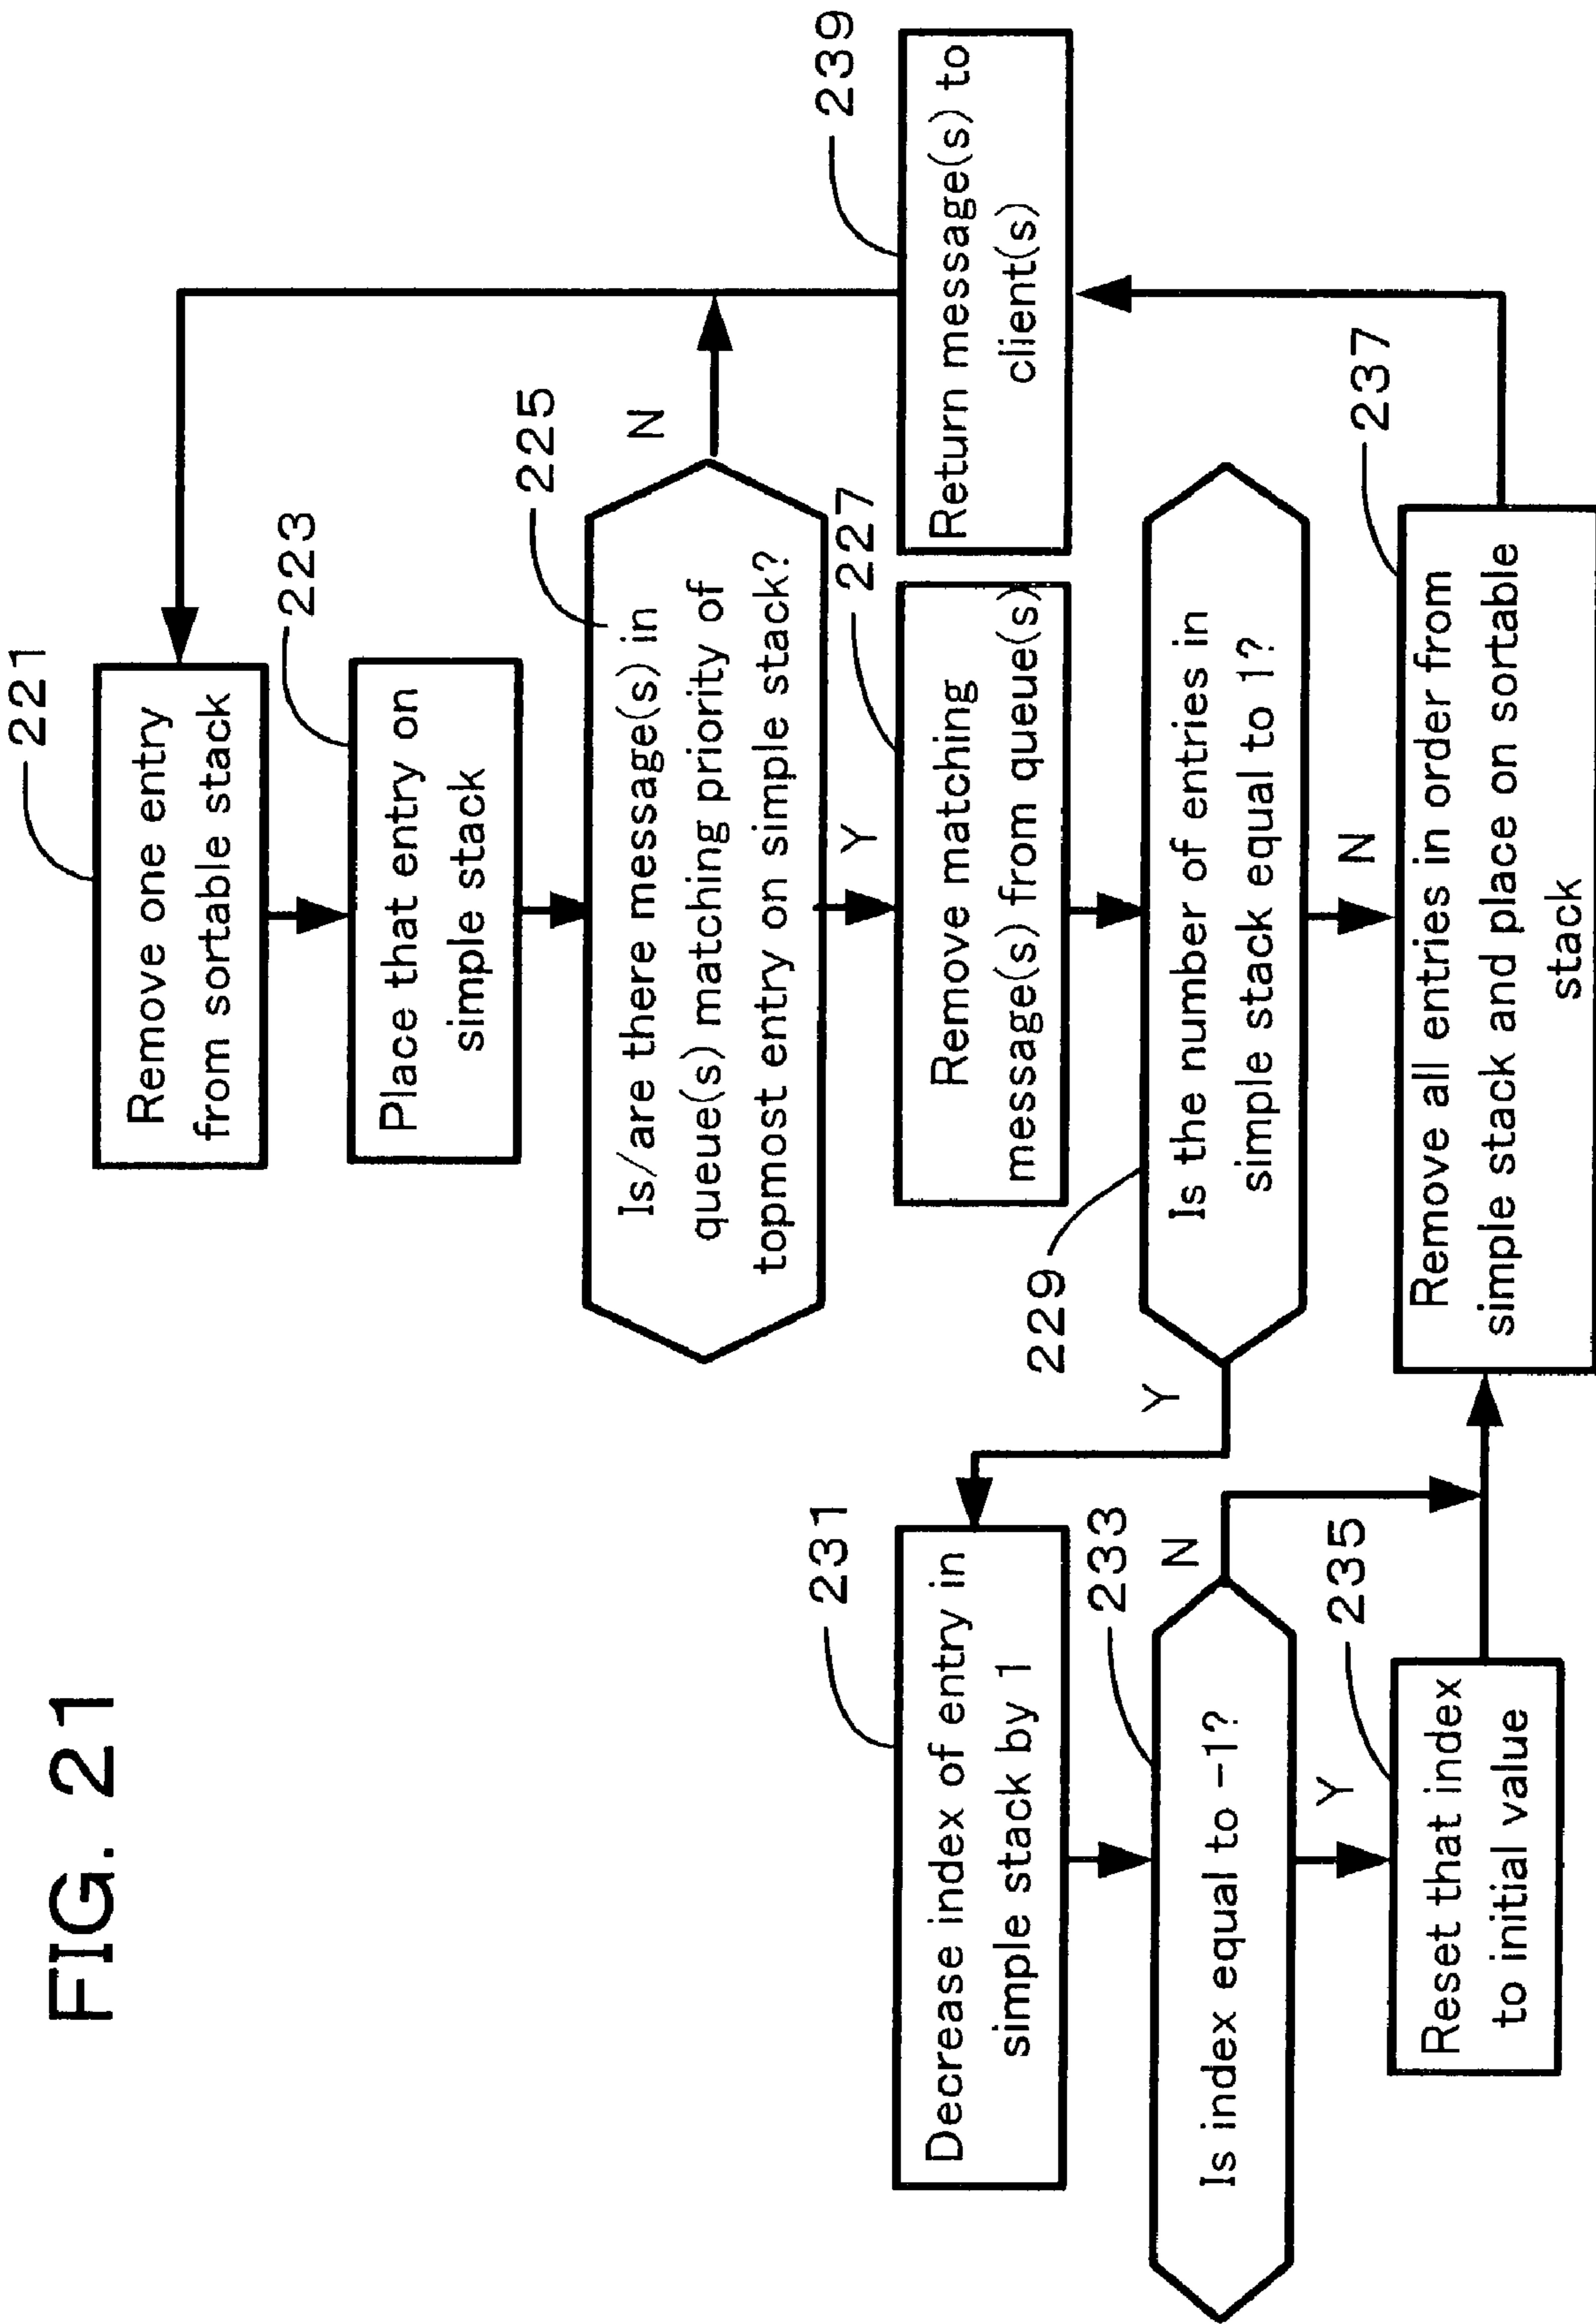 FIG. 21
221
Remove one entry
from sortable stack
223
Place that entry on
simple stack
225
Is/are there message(s) in
queue(s) matching priority of
topmost entry on simple stack?
N
Y
227
Remove matching
message(s) from queue(s)
229
Is the number of entries in
simple stack equal to 1?
Y
N
231
Decrease index of entry in
simple stack by 1
233
Is index equal to -1?
N
Y
235
Reset that index
to initial value
237
Remove all entries in order from
simple stack and place on sortable
stack
239
Return message(s) to
client(s)